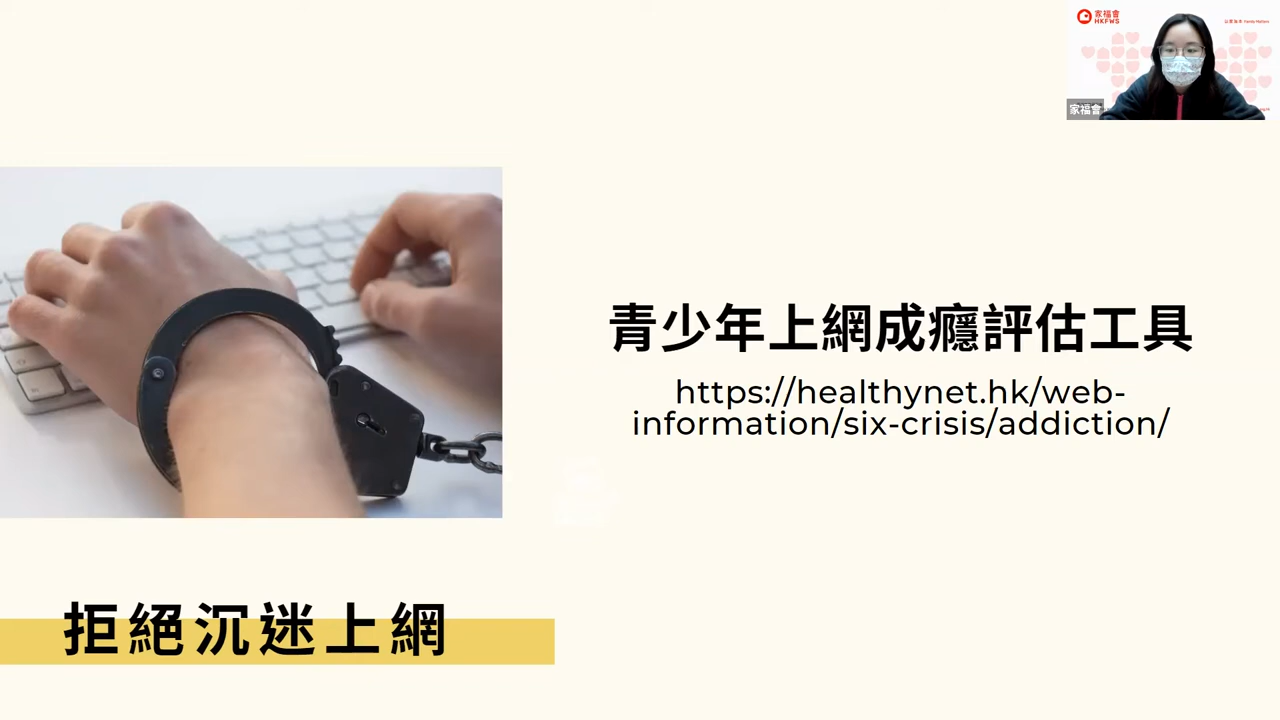 家福會
HKFWS
家福會
青少年上網成癮評估工具
https://healthynet.hk/web-
information/six-crisis/addiction/
拒絕沉迷上網